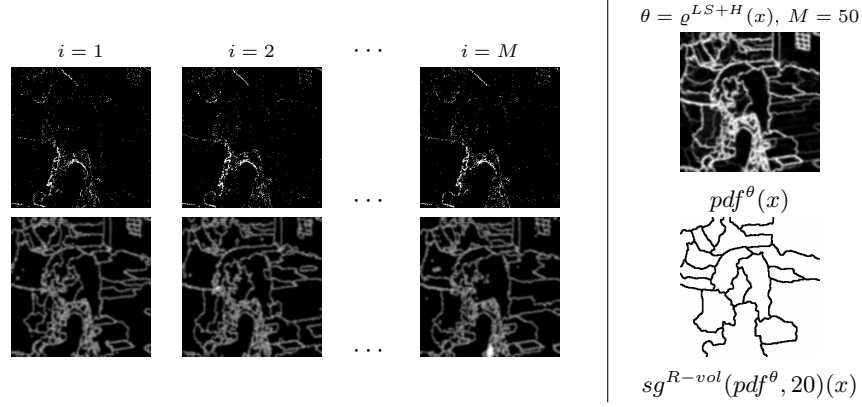 i = 1
i = 2
···
i = M
···
···
θ = ϱ^{LS+H}(x), M = 50
pdf^θ(x)
sg^{R−vol}(pdf^θ, 20)(x)